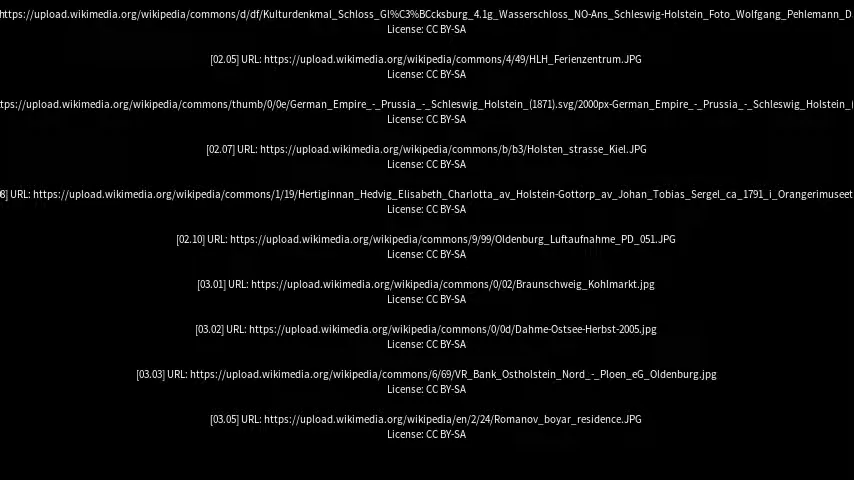 https://upload.wikimedia.org/wikipedia/commons/d/df/Kulturdenkmal_Schloss_Gl%C3%BCcksburg_4.1g_Wasserschloss_NO-Ans_Schleswig-Holstein_Foto_Wolfgang_Pehlemann_D
License: CC BY-SA
[02.05] URL: https://upload.wikimedia.org/wikipedia/commons/4/49/HLH_Ferienzentrum.JPG
License: CC BY-SA
tps://upload.wikimedia.org/wikipedia/commons/thumb/0/0e/German_Empire_-_Prussia_-_Schleswig_Holstein_(1871).svg/2000px-German_Empire_-_Prussia_-_Schleswig_Holstein_(
License: CC BY-SA
[02.07] URL: https://upload.wikimedia.org/wikipedia/commons/b/b3/Holsten_strasse_Kiel.JPG
License: CC BY-SA
8] URL: https://upload.wikimedia.org/wikipedia/commons/1/19/Hertiginnan_Hedvig_Elisabeth_Charlotta_av_Holstein-Gottorp_av_Johan_Tobias_Sergel_ca_1791_i_Orangerimuseet
License: CC BY-SA
[02.10] URL: https://upload.wikimedia.org/wikipedia/commons/9/99/Oldenburg_Luftaufnahme_PD_051.JPG
License: CC BY-SA
[03.01] URL: https://upload.wikimedia.org/wikipedia/commons/0/02/Braunschweig_Kohlmarkt.jpg
License: CC BY-SA
[03.02] URL: https://upload.wikimedia.org/wikipedia/commons/0/0d/Dahme-Ostsee-Herbst-2005.jpg
License: CC BY-SA
[03.03] URL: https://upload.wikimedia.org/wikipedia/commons/6/69/VR_Bank_Ostholstein_Nord_-_Ploen_eG_Oldenburg.jpg
License: CC BY-SA
[03.05] URL: https://upload.wikimedia.org/wikipedia/en/2/24/Romanov_boyar_residence.JPG
License: CC BY-SA